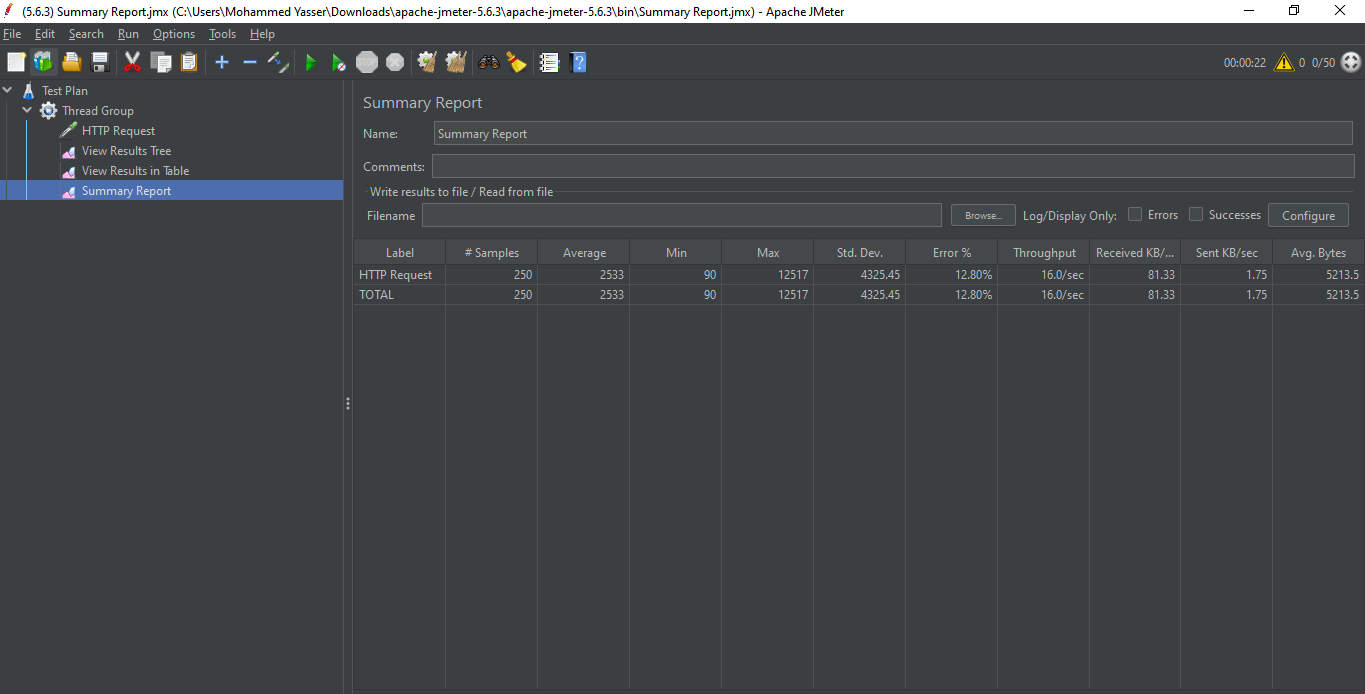 (5.6.3) Summary Report.jmx (C:\Users\Mohammed Yasser\Downloads\apache-jmeter-5.6.3\apache-jmeter-5.6.3\bin\Summary Report.jmx) - Apache JMeter
File Edit Search Run Options Tools Help
STOP 00:00:22 0 0/50
Test Plan
Thread Group
HTTP Request
View Results Tree
View Results in Table
Summary Report
Summary Report
Name: Summary Report
Comments:
Write results to file / Read from file
Filename Browse... Log/Display Only: Errors Successes Configure
Label # Samples Average Min Max Std. Dev. Error % Throughput Received KB/... Sent KB/sec Avg. Bytes
HTTP Request 250 2533 90 12517 4325.45 12.80% 16.0/sec 81.33 1.75 5213.5
TOTAL 250 2533 90 12517 4325.45 12.80% 16.0/sec 81.33 1.75 5213.5